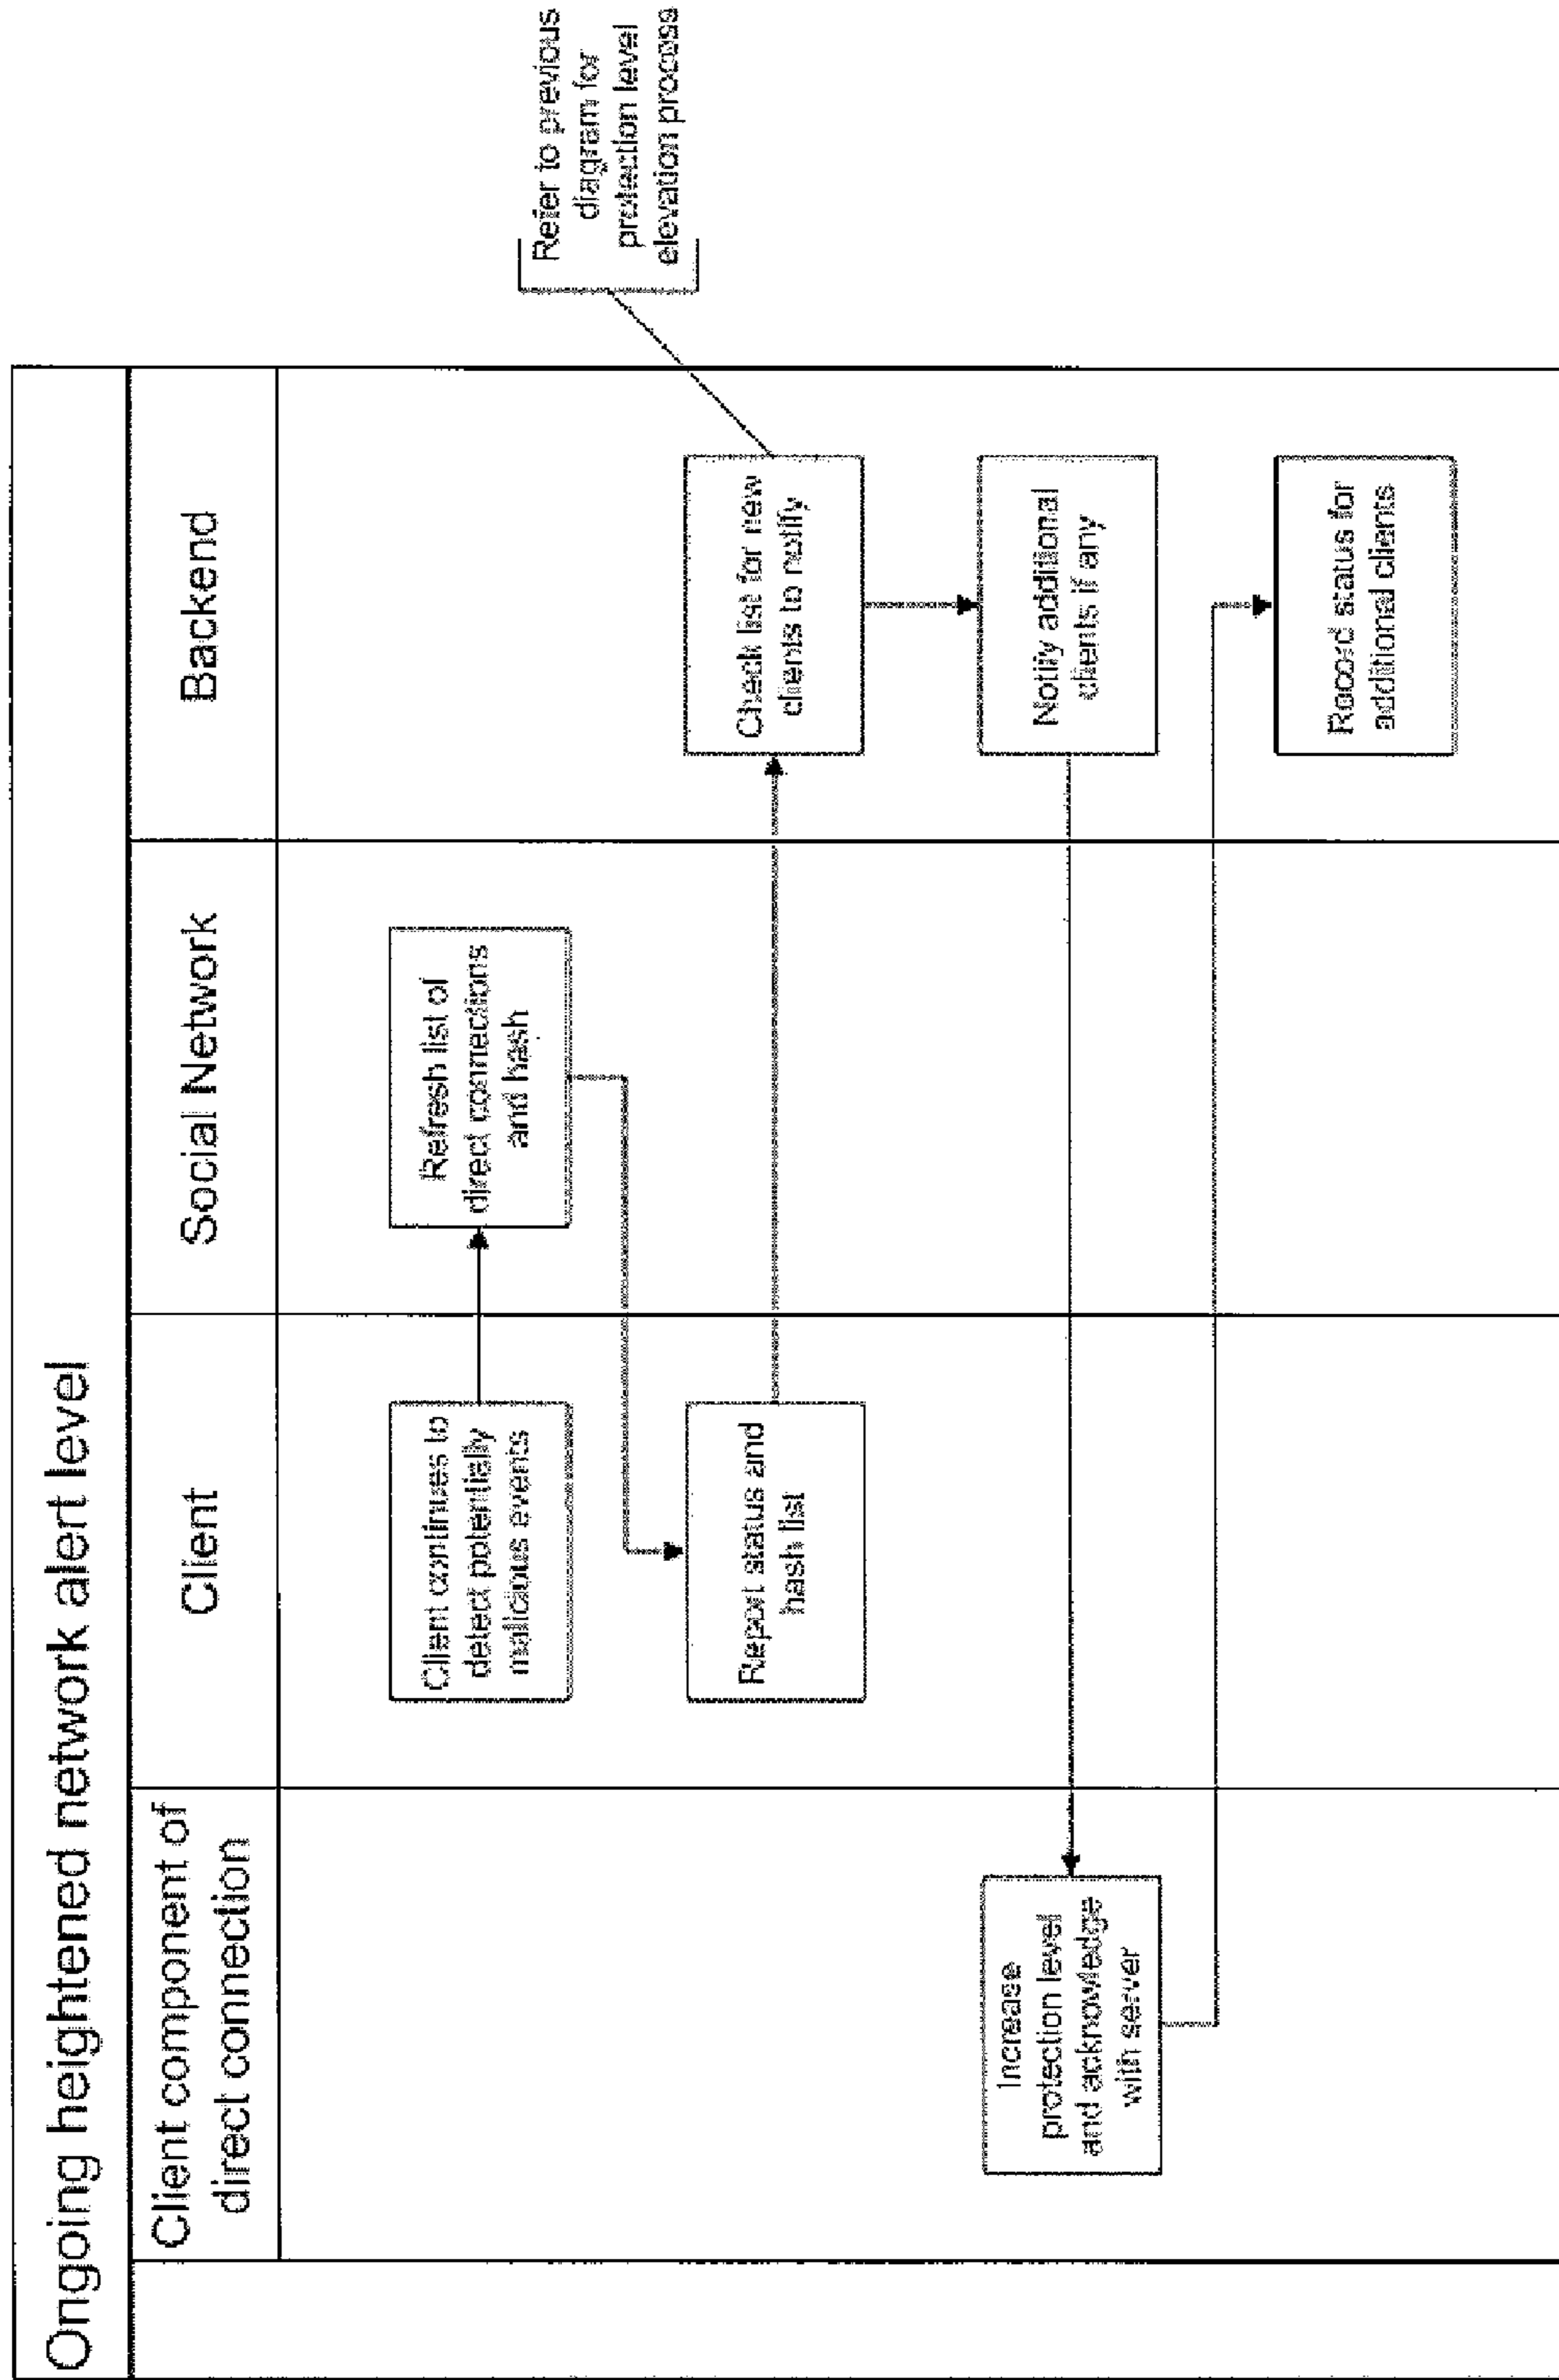 Ongoing heightened network alert level
Client component of
direct connection
Client
Social Network
Backend
Client continues to
detect potentially
malicious events
Refresh list of
direct connections
and hash
Report status and
hash list
Check list for new
clients to notify
Refer to previous
diagram for
protection level
elevation process
Increase
protection level
and acknowledge
with server
Notify additional
clients if any
Record status for
additional clients